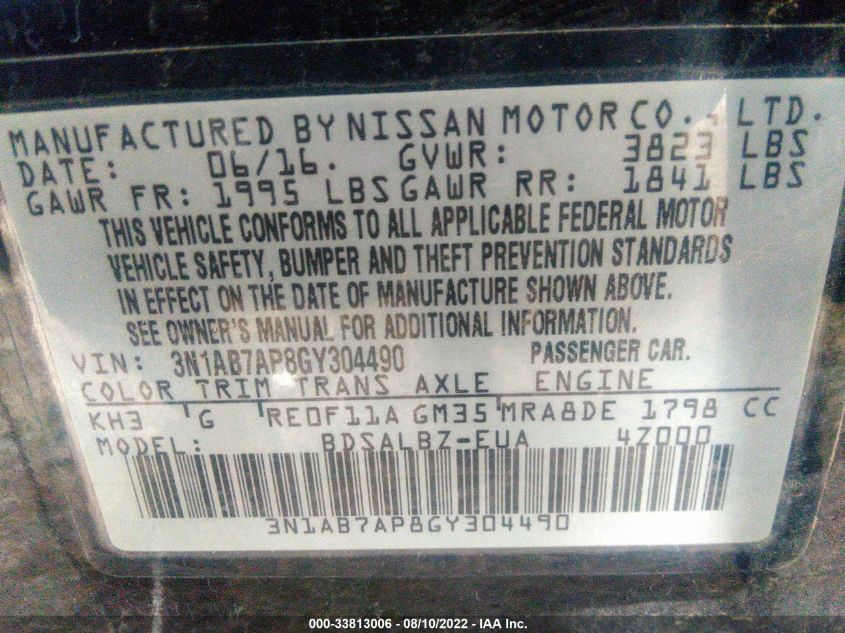 MANUFACTURED BY NISSAN MOTOR CO., LTD.
DATE: 06/16. GVWR: 3823 LBS
GAWR FR: 1995 LBS GAWR RR: 1841 LBS
THIS VEHICLE CONFORMS TO ALL APPLICABLE FEDERAL MOTOR
VEHICLE SAFETY, BUMPER AND THEFT PREVENTION STANDARDS
IN EFFECT ON THE DATE OF MANUFACTURE SHOWN ABOVE.
SEE OWNER'S MANUAL FOR ADDITIONAL INFORMATION.
VIN: 3N1AB7AP8GY304490 PASSENGER CAR.
COLOR TRIM TRANS AXLE ENGINE
KH3 G RE0F11A GM35 MRA8DE 1798 CC
MODEL: BDSALBZ-EUA 4Z000
3N1AB7AP8GY304490
000-33813006 - 08/10/2022 - IAA Inc.